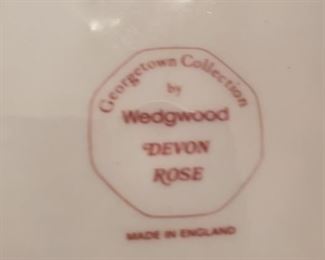 Georgetown Collection
by
Wedgwood
DEVON
ROSE
MADE IN ENGLAND